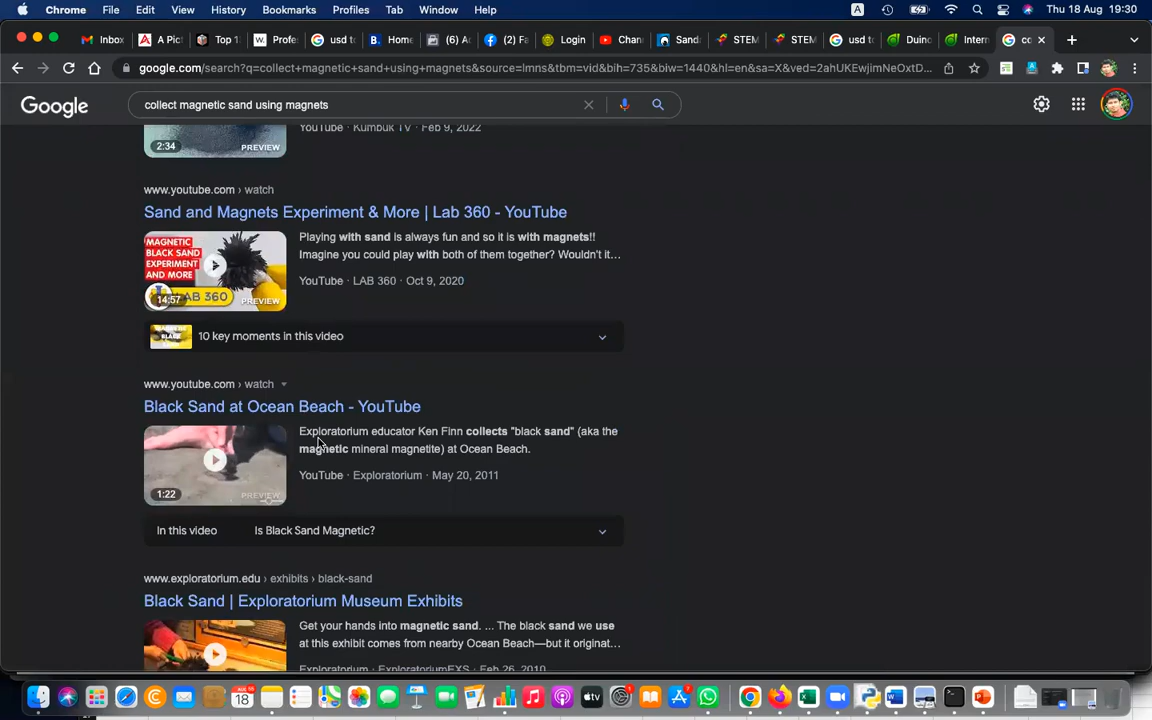 Chrome File Edit View History Bookmarks Profiles Tab Window Help A Thu 18 Aug 19:30
Inbox A Pict Top 1 W. Profe usd to B. Home (6) Ac (2) Fa Login Chan Sanda STEM STEM usd to Duino Intern co
google.com/search?q=collect+magnetic+sand+using+magnets&source=lmns&tbm=vid&bih=735&biw=1440&hl=en&sa=X&ved=2ahUKEwjimNeOxtD...
Google collect magnetic sand using magnets
2:34 PREVIEW YouTube · Kumbuk TV · Feb 9, 2022
www.youtube.com › watch
Sand and Magnets Experiment & More | Lab 360 - YouTube
MAGNETIC
BLACK SAND
EXPERIMENT
AND MORE
LAB 360
14:57 PREVIEW
Playing with sand is always fun and so it is with magnets!!
Imagine you could play with both of them together? Wouldn't it...
YouTube · LAB 360 · Oct 9, 2020
10 key moments in this video
www.youtube.com › watch
Black Sand at Ocean Beach - YouTube
Exploratorium educator Ken Finn collects "black sand" (aka the
magnetic mineral magnetite) at Ocean Beach.
YouTube · Exploratorium · May 20, 2011
1:22 PREVIEW
In this video Is Black Sand Magnetic?
www.exploratorium.edu › exhibits › black-sand
Black Sand | Exploratorium Museum Exhibits
Get your hands into magnetic sand. ... The black sand we use
at this exhibit comes from nearby Ocean Beach—but it originat...
Exploratorium · ExploratoriumEXS · Feb 26, 2010